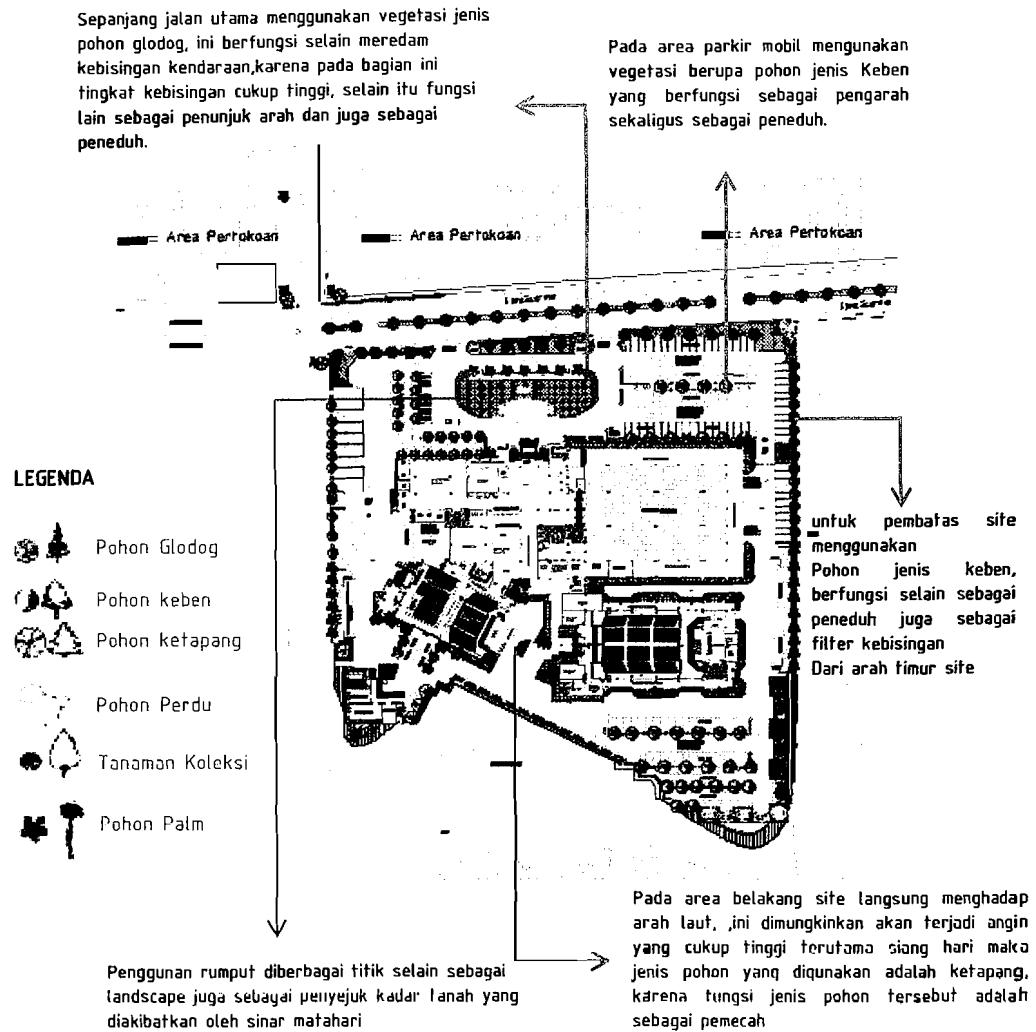 Sepanjang jalan utama menggunakan vegetasi jenis
pohon glodog, ini berfungsi selain meredam
kebisingan kendaraan,karena pada bagian ini
tingkat kebisingan cukup tinggi, selain itu fungsi
lain sebagai penunjuk arah dan juga sebagai
peneduh.
Pada area parkir mobil mengunakan
vegetasi berupa pohon jenis Keben
yang berfungsi sebagai pengarah
sekaligus sebagai peneduh.
Area Pertokoan
Area Pertokoan
Area Pertokoan
LEGENDA
Pohon Glodog
Pohon keben
Pohon ketapang
Pohon Perdu
Tanaman Koleksi
Pohon Palm
untuk pembatas site
menggunakan
Pohon jenis keben,
berfungsi selain sebagai
peneduh juga sebagai
filter kebisingan
Dari arah timur site
Penggunan rumput diberbagai titik selain sebagai
landscape juga sebagai penyejuk kadar tanah yang
diakibatkan oleh sinar matahari
Pada area belakang site langsung menghadap
arah laut, ,ini dimungkinkan akan terjadi angin
yang cukup tinggi terutama siang hari maka
jenis pohon yang digunakan adalah ketapang,
karena fungsi jenis pohon tersebut adalah
sebagai pemecah